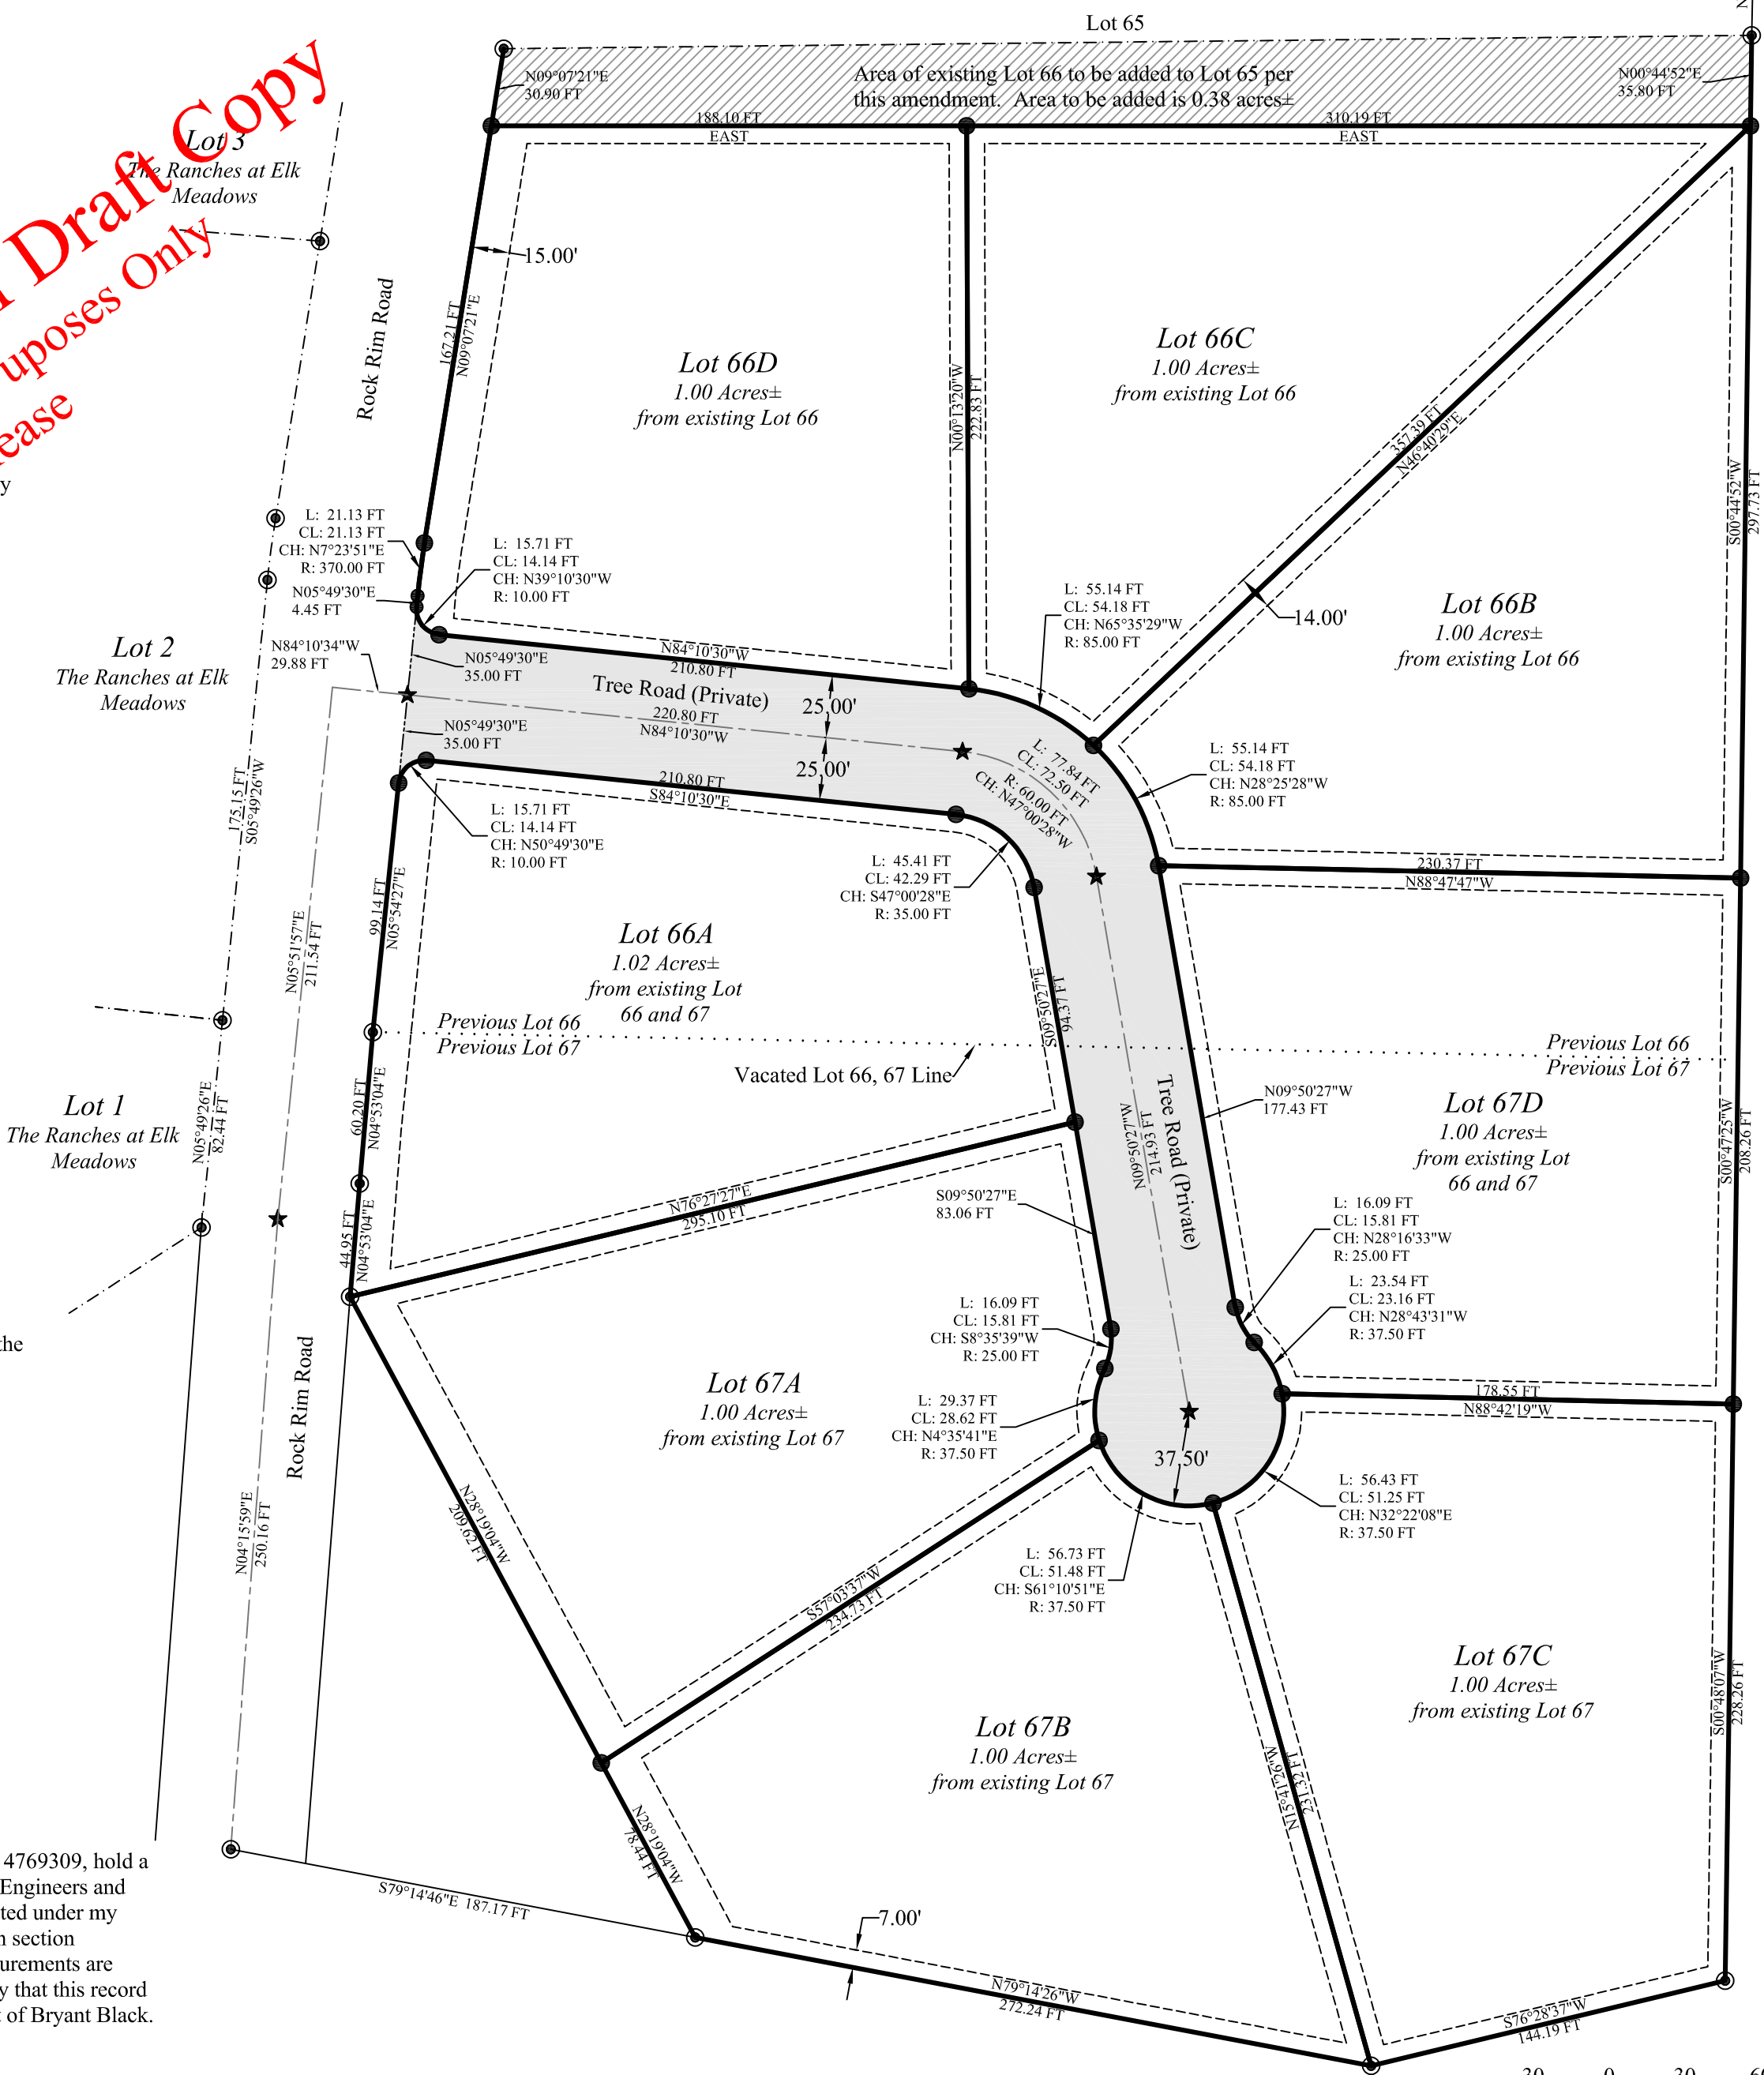 Lot 65
N09°07'21"E
30.90 FT
Area of existing Lot 66 to be added to Lot 65 per
this amendment. Area to be added is 0.38 acres±
N00°44'52"E
35.80 FT
188.10 FT
EAST
310.19 FT
EAST
Draft Copy
uposes Only
Lot 3
The Ranches at Elk
Meadows
15.00'
Rock Rim Road
167.21 FT
N09°07'21"E
Lot 66D
1.00 Acres±
from existing Lot 66
N00°13'20"W
222.83 FT
Lot 66C
1.00 Acres±
from existing Lot 66
357.39 FT
N46°40'29"E
S00°44'52"W
297.73 FT
y
L: 21.13 FT
CL: 21.13 FT
CH: N7°23'51"E
R: 370.00 FT
N05°49'30"E
4.45 FT
L: 15.71 FT
CL: 14.14 FT
CH: N39°10'30"W
R: 10.00 FT
L: 55.14 FT
CL: 54.18 FT
CH: N65°35'29"W
R: 85.00 FT
14.00'
Lot 66B
1.00 Acres±
from existing Lot 66
Lot 2
The Ranches at Elk
Meadows
N84°10'34"W
29.88 FT
N05°49'30"E
35.00 FT
N84°10'30"W
210.80 FT
Tree Road (Private)
25.00'
220.80 FT
N84°10'30"W
N05°49'30"E
35.00 FT
25.00'
210.80 FT
S84°10'30"E
L: 77.84 FT
CL: 72.50 FT
R: 60.00 FT
CH: N47°00'28"W
L: 55.14 FT
CL: 54.18 FT
CH: N28°25'28"W
R: 85.00 FT
175.15 FT
S05°49'26"W
L: 15.71 FT
CL: 14.14 FT
CH: N50°49'30"E
R: 10.00 FT
L: 45.41 FT
CL: 42.29 FT
CH: S47°00'28"E
R: 35.00 FT
230.37 FT
N88°47'47"W
99.14 FT
N05°54'27"E
N05°51'57"E
211.54 FT
Lot 66A
1.02 Acres±
from existing Lot
66 and 67
S09°50'27"E
94.37 FT
Previous Lot 66
Previous Lot 67
Vacated Lot 66, 67 Line
Previous Lot 66
Previous Lot 67
Lot 1
The Ranches at Elk
Meadows
N05°49'26"E
82.44 FT
60.20 FT
N04°53'04"E
Tree Road (Private)
N09°50'27"W
214.93 FT
N09°50'27"W
177.43 FT
Lot 67D
1.00 Acres±
from existing Lot
66 and 67
S00°47'25"W
208.26 FT
44.95 FT
N04°53'04"E
N76°27'27"E
295.10 FT
S09°50'27"E
83.06 FT
L: 16.09 FT
CL: 15.81 FT
CH: N28°16'33"W
R: 25.00 FT
L: 23.54 FT
CL: 23.16 FT
CH: N28°43'31"W
R: 37.50 FT
L: 16.09 FT
CL: 15.81 FT
CH: S8°35'39"W
R: 25.00 FT
the
Rock Rim Road
Lot 67A
1.00 Acres±
from existing Lot 67
L: 29.37 FT
CL: 28.62 FT
CH: N4°35'41"E
R: 37.50 FT
37.50'
178.55 FT
N88°42'19"W
L: 56.43 FT
CL: 51.25 FT
CH: N32°22'08"E
R: 37.50 FT
L: 56.73 FT
CL: 51.48 FT
CH: S61°10'51"E
R: 37.50 FT
N04°15'59"E
250.16 FT
N28°19'04"W
209.62 FT
S57°03'37"W
234.73 FT
Lot 67B
1.00 Acres±
from existing Lot 67
Lot 67C
1.00 Acres±
from existing Lot 67
S00°48'07"W
228.26 FT
N15°41'26"W
231.32 FT
N28°19'04"W
78.44 FT
4769309, hold a
Engineers and
ted under my
n section
urements are
y that this record
t of Bryant Black.
S79°14'46"E 187.17 FT
7.00'
N79°14'26"W
272.24 FT
S76°28'37"W
144.19 FT
30 0 30